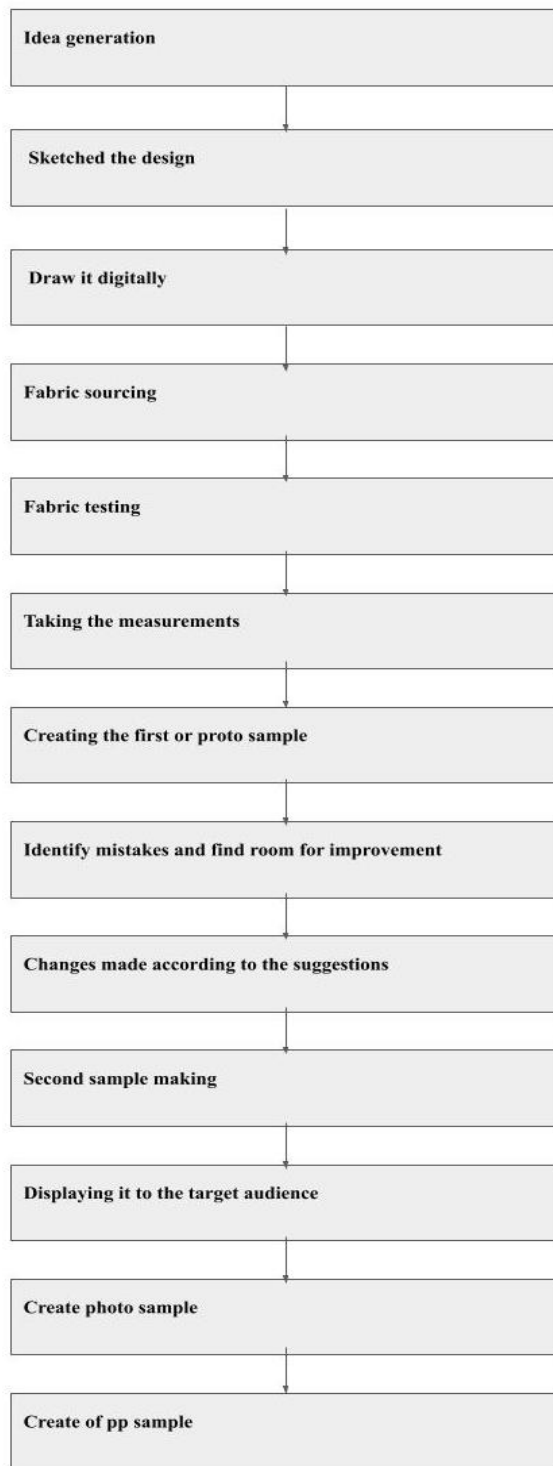 Idea generation
Sketched the design
Draw it digitally
Fabric sourcing
Fabric testing
Taking the measurements
Creating the first or proto sample
Identify mistakes and find room for improvement
Changes made according to the suggestions
Second sample making
Displaying it to the target audience
Create photo sample
Create of pp sample